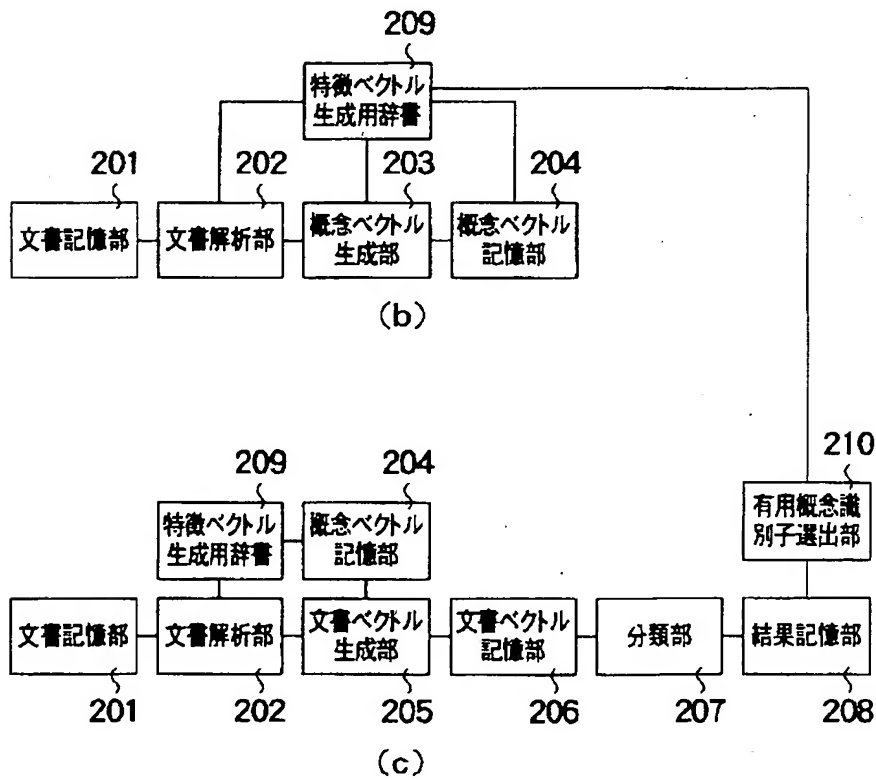 209
特徴ベクトル
生成用辞書
201
202
203
204
文書記憶部
文書解析部
概念ベクトル
生成部
概念ベクトル
記憶部
(b)
210
有用概念識
別子選出部
209
204
特徴ベクトル
生成用辞書
概念ベクトル
記憶部
文書記憶部
文書解析部
文書ベクトル
生成部
文書ベクトル
記憶部
分類部
結果記憶部
201
202
205
206
207
208
(c)